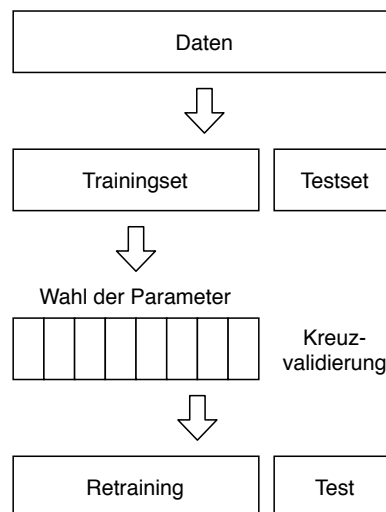 Daten
Trainingset
Testset
Wahl der Parameter
Kreuz-
validierung
Retraining
Test